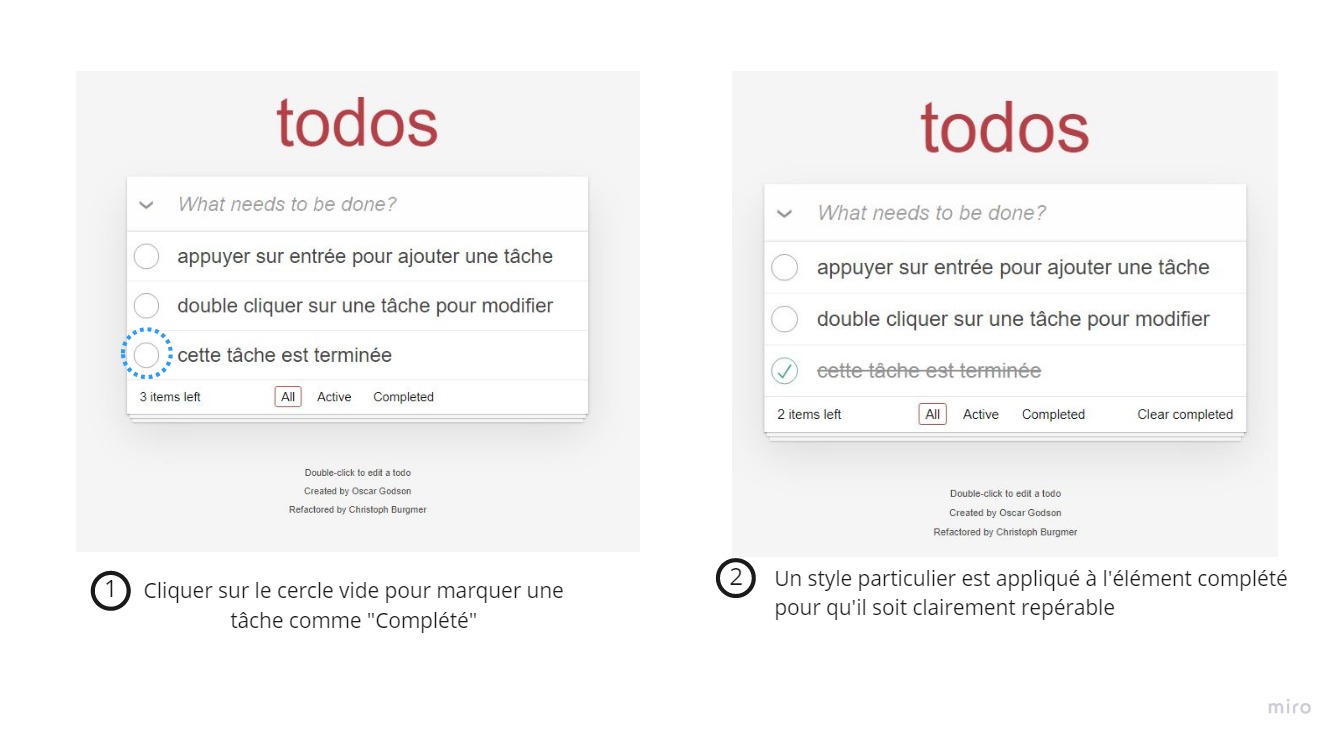 todos
What needs to be done?
appuyer sur entrée pour ajouter une tâche
double cliquer sur une tâche pour modifier
cette tâche est terminée
3 items left All Active Completed
Double-click to edit a todo
Created by Oscar Godson
Refactored by Christoph Burgmer
1 Cliquer sur le cercle vide pour marquer une
tâche comme "Complété"
todos
What needs to be done?
appuyer sur entrée pour ajouter une tâche
double cliquer sur une tâche pour modifier
cette tâche est terminée
2 items left All Active Completed Clear completed
Double-click to edit a todo
Created by Oscar Godson
Refactored by Christoph Burgmer
2 Un style particulier est appliqué à l'élément complété
pour qu'il soit clairement repérable
miro